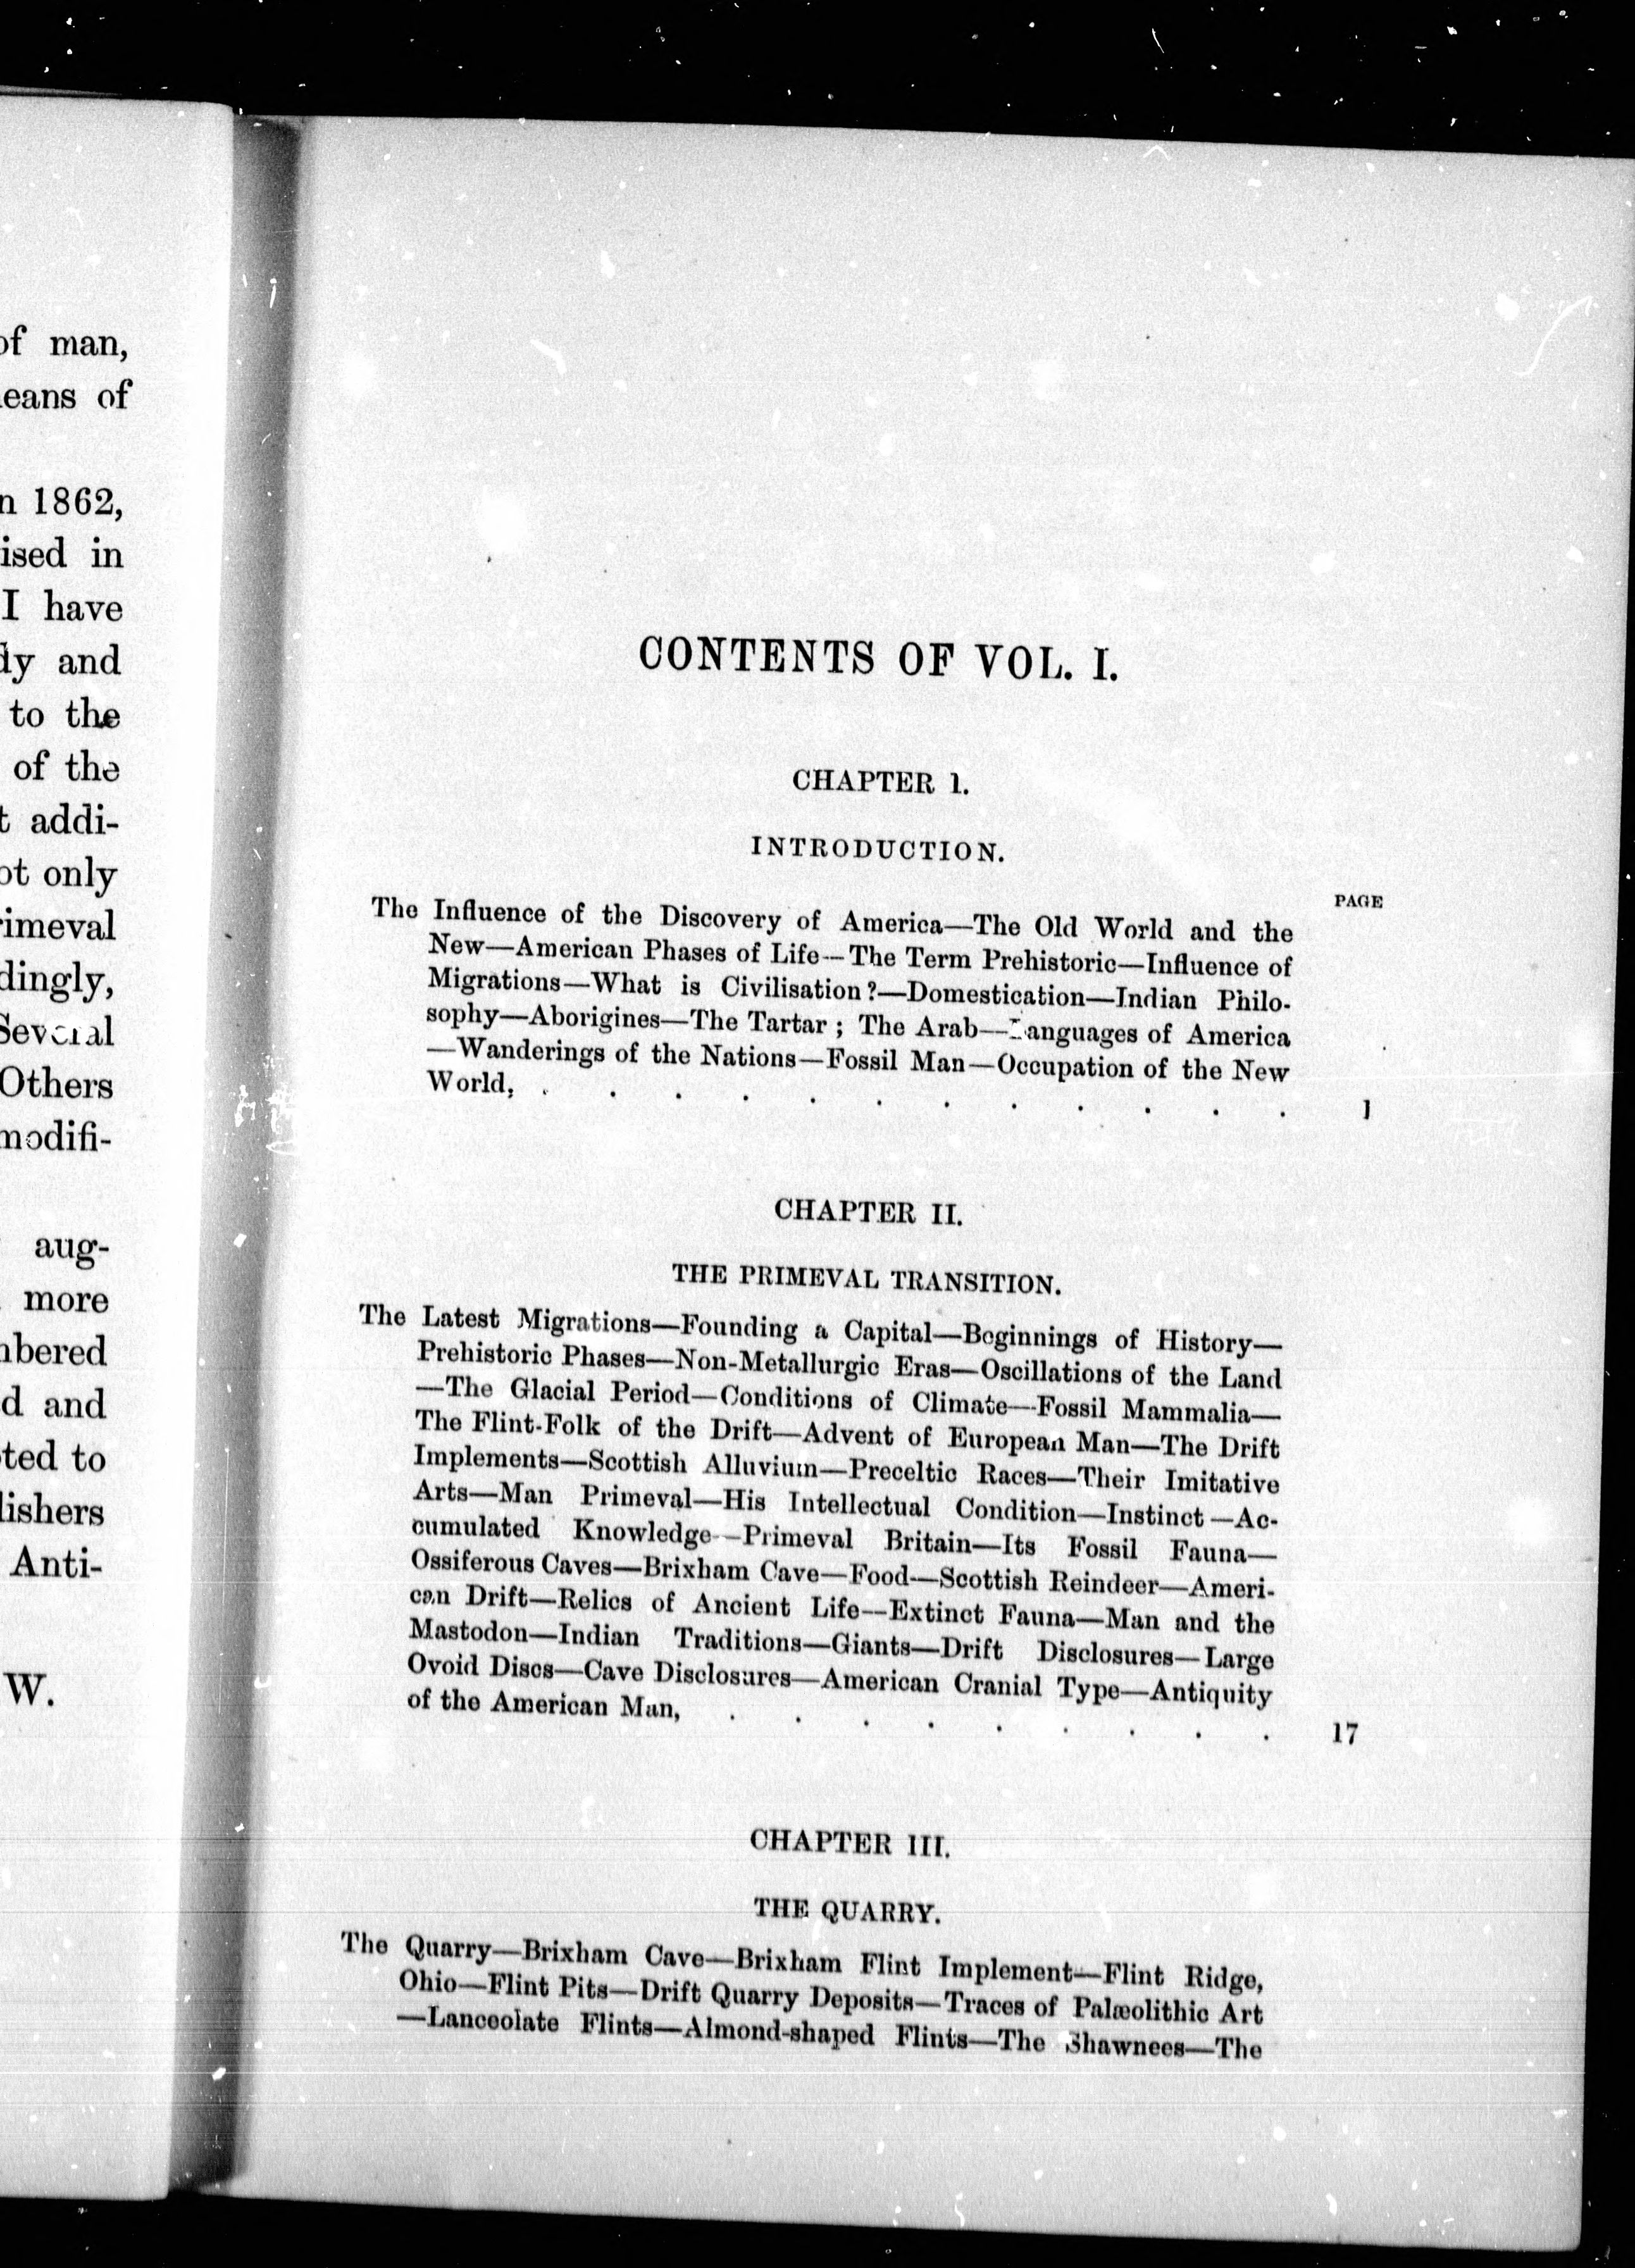 of man,
eans of
n 1862,
ised in
I have
and
to the
of the
addi-
only
imeval
dingly,
Several
Others
modifi-
aug-
more
bered
d and
ted to
lishers
Anti-
W.
CONTENTS OF VOL. I.
CHAPTER I.
INTRODUCTION.
PAGE
The Influence of the Discovery of America—The Old World and the
New—American Phases of Life—The Term Prehistoric—Influence of
Migrations—What is Civilisation?—Domestication—Indian Philo-
sophy—Aborigines—The Tartar; The Arab—Languages of America
—Wanderings of the Nations—Fossil Man—Occupation of the New
World, . . . . . . . . . . . . 1
CHAPTER II.
THE PRIMEVAL TRANSITION.
The Latest Migrations—Founding a Capital—Beginnings of History—
Prehistoric Phases—Non-Metallurgic Eras—Oscillations of the Land
—The Glacial Period—Conditions of Climate—Fossil Mammalia—
The Flint-Folk of the Drift—Advent of European Man—The Drift
Implements—Scottish Alluvium—Preceltic Races—Their Imitative
Arts—Man Primeval—His Intellectual Condition—Instinct—Ac-
cumulated Knowledge—Primeval Britain—Its Fossil Fauna—
Ossiferous Caves—Brixham Cave—Food—Scottish Reindeer—Ameri-
can Drift—Relics of Ancient Life—Extinct Fauna—Man and the
Mastodon—Indian Traditions—Giants—Drift Disclosures—Large
Ovoid Discs—Cave Disclosures—American Cranial Type—Antiquity
of the American Man, . . . . . . . . . 17
CHAPTER III.
THE QUARRY.
The Quarry—Brixham Cave—Brixham Flint Implement—Flint Ridge,
Ohio—Flint Pits—Drift Quarry Deposits—Traces of Palæolithic Art
—Lanceolate Flints—Almond-shaped Flints—The Shawnees—The